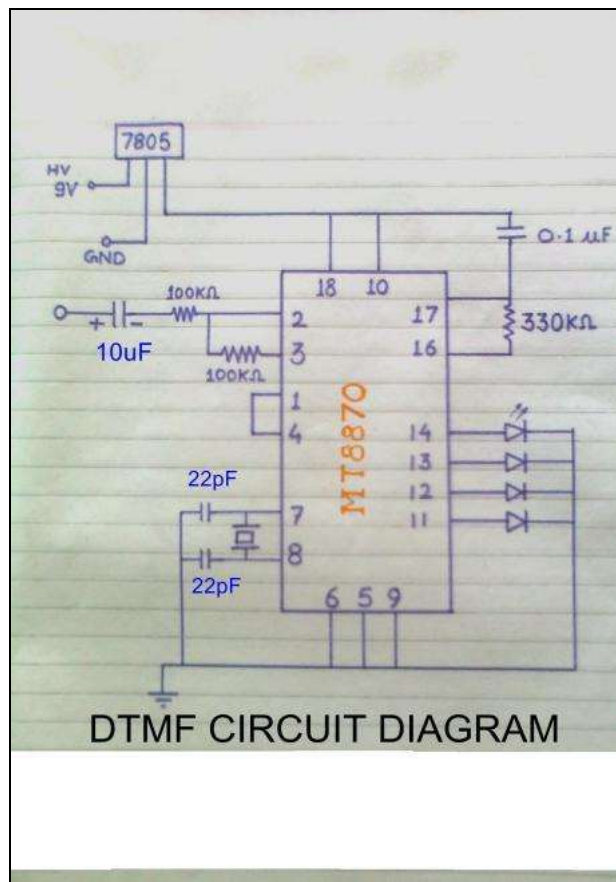 7805
HV
9V
GND
0.1 µF
18 10
100KΩ
2
17
330KΩ
+ -
10uF
3
16
100KΩ
1
4
MT8870
14
13
12
11
22pF
7
8
22pF
6 5 9
DTMF CIRCUIT DIAGRAM